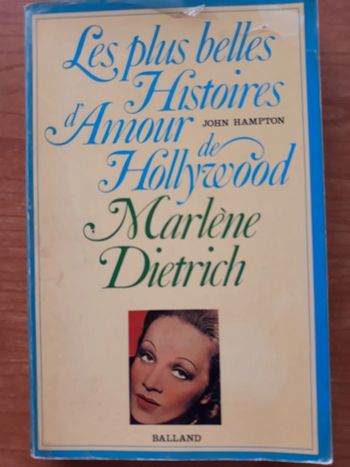 Les plus belles
Histoires
d'Amour
JOHN HAMPTON
de
Hollywood
Marlène
Dietrich
BALLAND